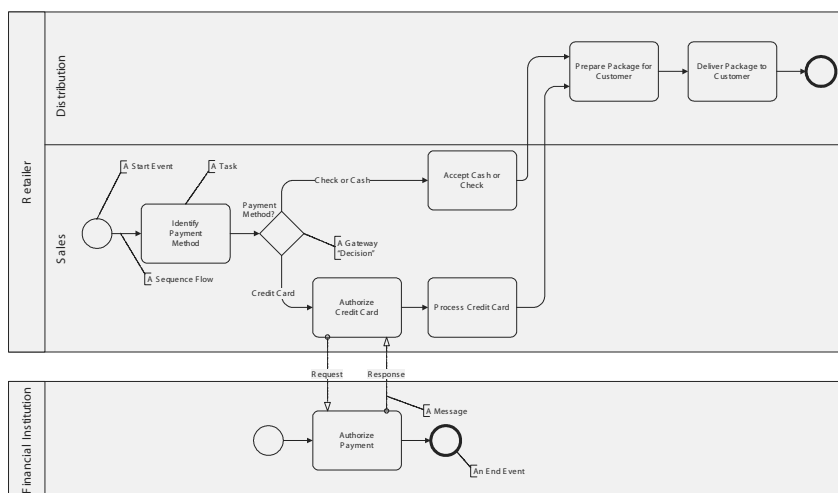 Retailer
Distribution
Prepare Package for
Customer
Deliver Package to
Customer
Sales
A Start Event
A Task
Identify
Payment
Method
A Sequence Flow
Payment
Method?
Check or Cash
Accept Cash or
Check
A Gateway
"Decision"
Credit Card
Authorize
Credit Card
Process Credit Card
Request
Response
Financial Institution
A Message
Authorize
Payment
An End Event